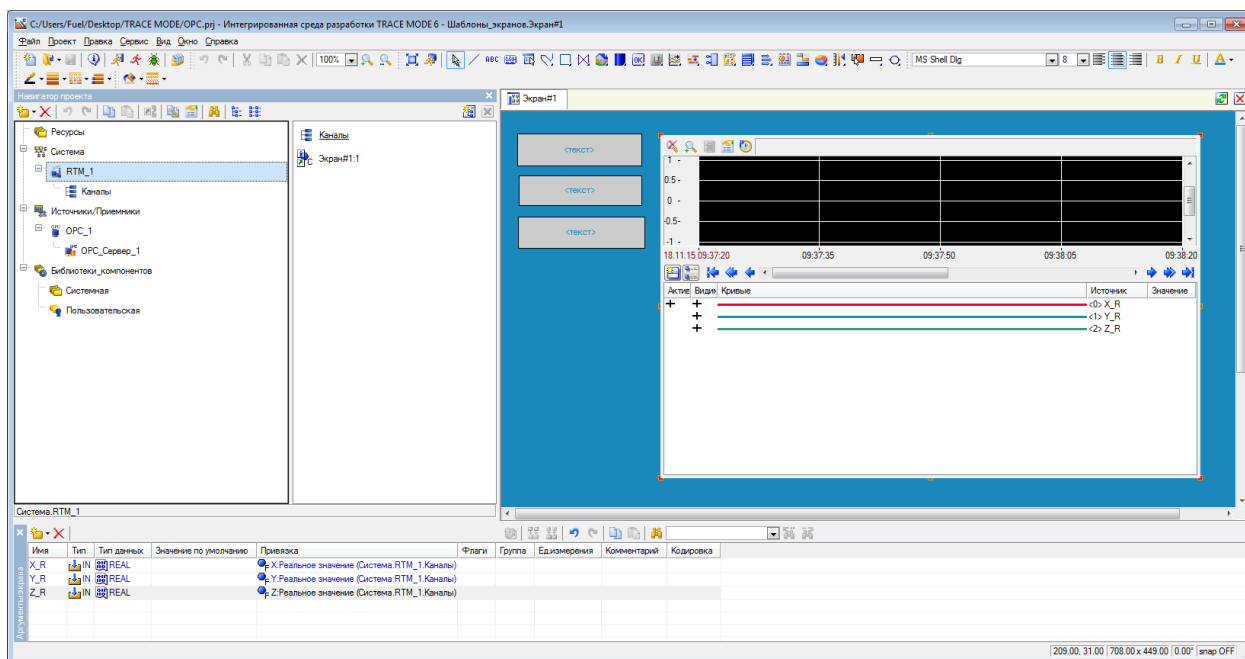 C:/Users/Fuel/Desktop/TRACE MODE/OPC.prj - Интегрированная среда разработки TRACE MODE 6 - Шаблоны_экранов.Экран#1
Файл Проект Правка Сервис Вид Окно Справка
100% ABC OK MS Shell Dlg 8 B I U A
Навигатор проекта
Экран#1
Ресурсы
Система
RTM_1
Каналы
Источники/Приемники
OPC_1
OPC_Сервер_1
Библиотеки_компонентов
Системная
Пользовательская
Каналы
Экран#1:1
<текст>
<текст>
<текст>
1
0.5
0
-0.5
-1
18.11.15 09:37:20 09:37:35 09:37:50 09:38:05 09:38:20
Актив Видим Кривые Источник Значение
<0> X_R
<1> Y_R
<2> Z_R
Система.RTM_1
Имя Тип Тип данных Значение по умолчанию Привязка Флаги Группа Ед.измерения Комментарий Кодировка
X_R IN REAL X:Реальное значение (Система.RTM_1.Каналы)
Y_R IN REAL Y:Реальное значение (Система.RTM_1.Каналы)
Z_R IN REAL Z:Реальное значение (Система.RTM_1.Каналы)
Аргументы экрана
209.00, 31.00 708.00 x 449.00 0.00° snap OFF